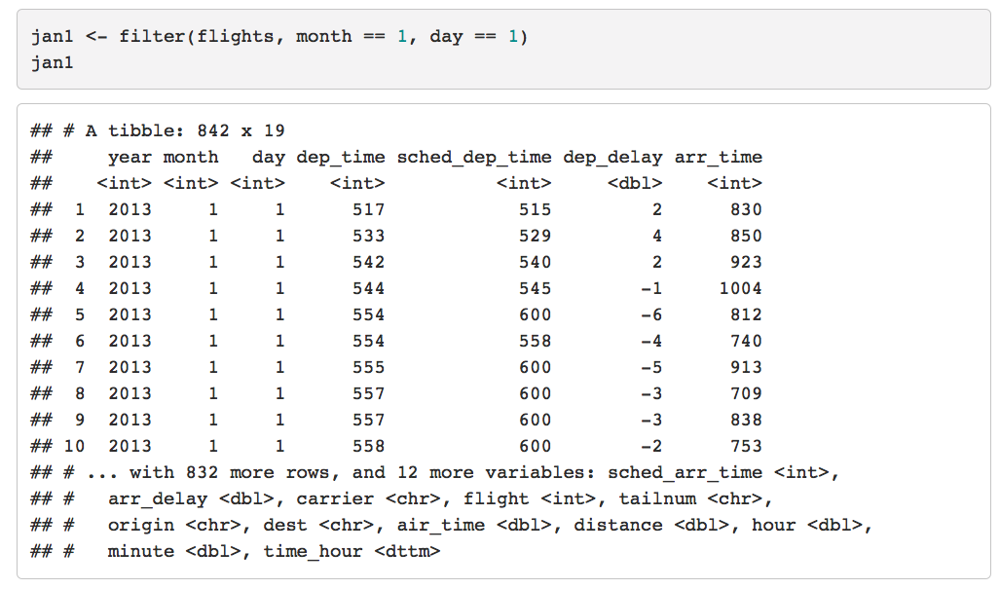 jan1 <- filter(flights, month == 1, day == 1)
jan1
## # A tibble: 842 x 19
##     year month   day dep_time sched_dep_time dep_delay arr_time
##    <int> <int> <int>    <int>          <int>     <dbl>    <int>
##  1  2013     1     1      517            515         2      830
##  2  2013     1     1      533            529         4      850
##  3  2013     1     1      542            540         2      923
##  4  2013     1     1      544            545        -1     1004
##  5  2013     1     1      554            600        -6      812
##  6  2013     1     1      554            558        -4      740
##  7  2013     1     1      555            600        -5      913
##  8  2013     1     1      557            600        -3      709
##  9  2013     1     1      557            600        -3      838
## 10  2013     1     1      558            600        -2      753
## # ... with 832 more rows, and 12 more variables: sched_arr_time <int>,
## #   arr_delay <dbl>, carrier <chr>, flight <int>, tailnum <chr>,
## #   origin <chr>, dest <chr>, air_time <dbl>, distance <dbl>, hour <dbl>,
## #   minute <dbl>, time_hour <dttm>